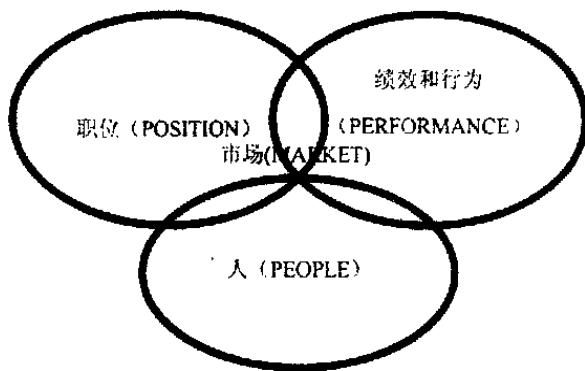 绩效和行为
职位（POSITION）
（PERFORMANCE）
市场(MARKET)
人（PEOPLE）